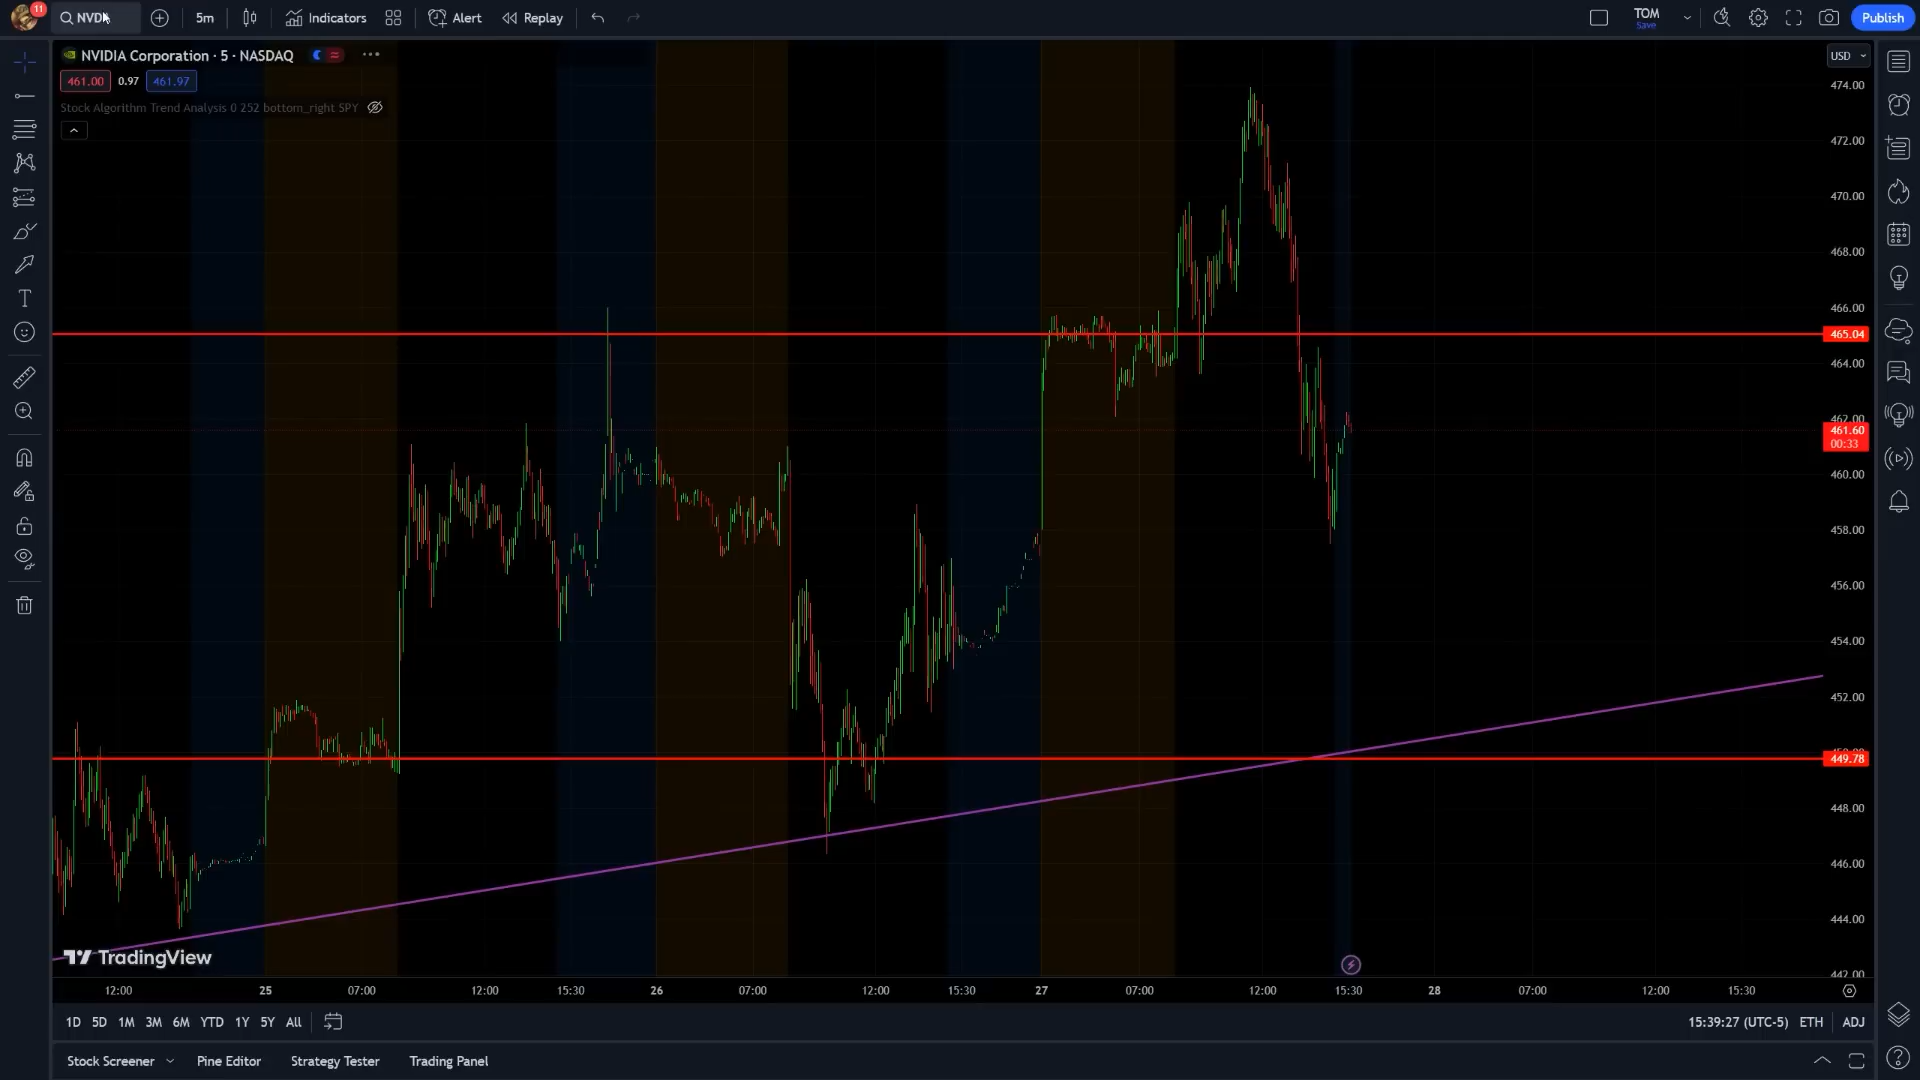 11
NVDA
5m
Indicators
Alert
Replay
TOM
Save
Publish
NVIDIA Corporation · 5 · NASDAQ
461.00
0.97
461.97
Stock Algorithm Trend Analysis 0 252 bottom_right SPY
USD
474.00
472.00
470.00
468.00
466.00
465.04
464.00
462.00
461.60
00:33
460.00
458.00
456.00
454.00
452.00
449.78
448.00
446.00
444.00
442.00
TradingView
12:00
25
07:00
12:00
15:30
26
07:00
12:00
15:30
27
07:00
12:00
15:30
28
07:00
12:00
15:30
1D
5D
1M
3M
6M
YTD
1Y
5Y
All
15:39:27 (UTC-5)
ETH
ADJ
Stock Screener
Pine Editor
Strategy Tester
Trading Panel